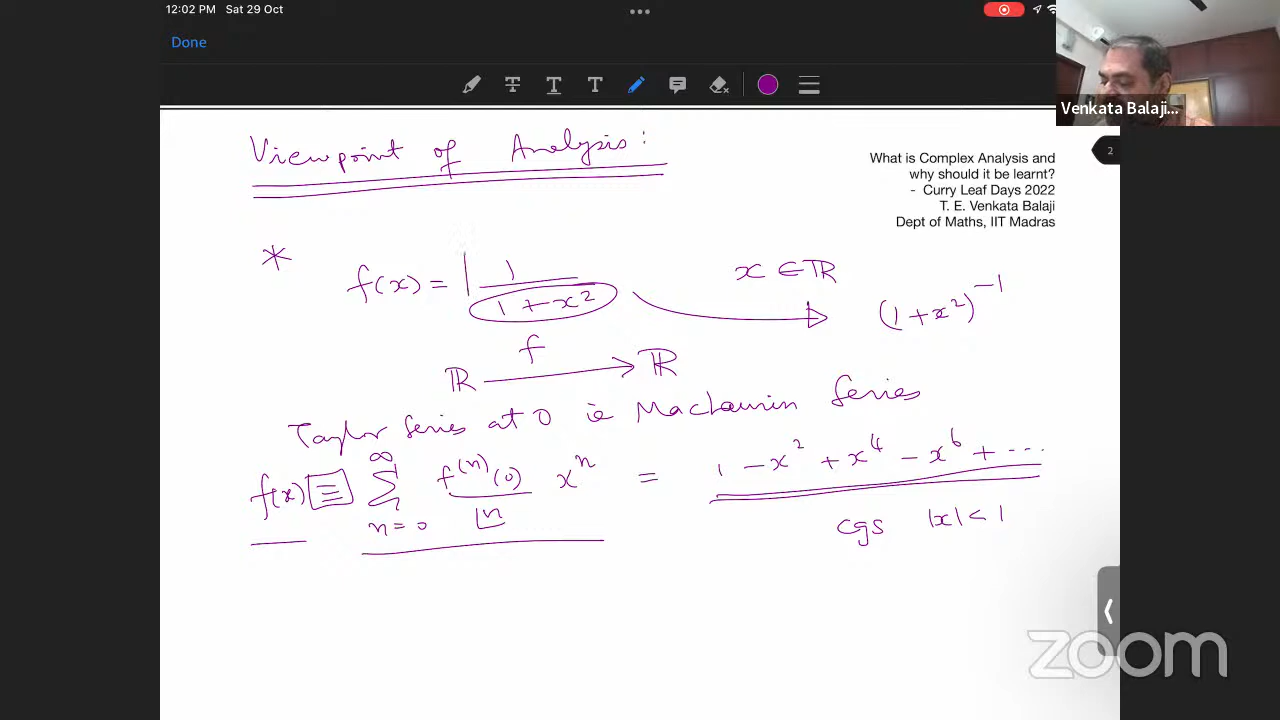 12:02 PM Sat 29 Oct
Done
Venkata Balaji...
Viewpoint of Analysis:
2
What is Complex Analysis and
why should it be learnt?
- Curry Leaf Days 2022
T. E. Venkata Balaji
Dept of Maths, IIT Madras
* f(x) = 1/(1+x²) x ∈ ℝ (1+x²)⁻¹
ℝ —f→ ℝ
Taylor Series at 0 ie MacLaurin Series
f(x) ≡ ∞ Σ n=0 f⁽ⁿ⁾(0)/|n xⁿ = 1 - x² + x⁴ - x⁶ + ...
cgs |x| < 1
zoom